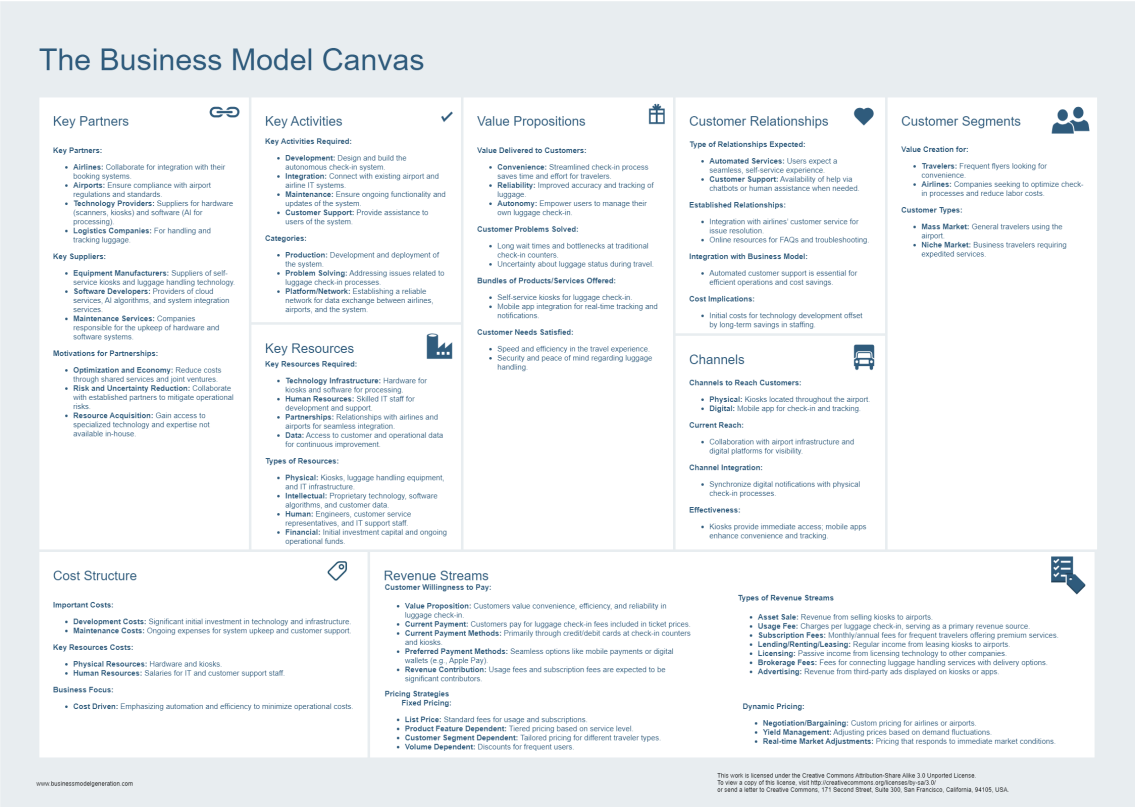 The Business Model Canvas
Key Partners
Key Partners:
Airlines: Collaborate for integration with their
booking systems.
Airports: Ensure compliance with airport
regulations and standards.
Technology Providers: Suppliers for hardware
(scanners, kiosks) and software (AI for
processing).
Logistics Companies: For handling and
tracking luggage.
Key Suppliers:
Equipment Manufacturers: Suppliers of self-
service kiosks and luggage handling technology.
Software Developers: Providers of cloud
services, AI algorithms, and system integration
services.
Maintenance Services: Companies
responsible for the upkeep of hardware and
software systems.
Motivations for Partnerships:
Optimization and Economy: Reduce costs
through shared services and joint ventures.
Risk and Uncertainty Reduction: Collaborate
with established partners to mitigate operational
risks.
Resource Acquisition: Gain access to
specialized technology and expertise not
available in-house.
Key Activities
Key Activities Required:
Development: Design and build the
autonomous check-in system.
Integration: Connect with existing airport and
airline IT systems.
Maintenance: Ensure ongoing functionality and
updates of the system.
Customer Support: Provide assistance to
users of the system.
Categories:
Production: Development and deployment of
the system.
Problem Solving: Addressing issues related to
luggage check-in processes.
Platform/Network: Establishing a reliable
network for data exchange between airlines,
airports, and the system.
Key Resources
Key Resources Required:
Technology Infrastructure: Hardware for
kiosks and software for processing.
Human Resources: Skilled IT staff for
development and support.
Partnerships: Relationships with airlines and
airports for seamless integration.
Data: Access to customer and operational data
for continuous improvement.
Types of Resources:
Physical: Kiosks, luggage handling equipment,
and IT infrastructure.
Intellectual: Proprietary technology, software
algorithms, and customer data.
Human: Engineers, customer service
representatives, and IT support staff.
Financial: Initial investment capital and ongoing
operational funds.
Value Propositions
Value Delivered to Customers:
Convenience: Streamlined check-in process
saves time and effort for travelers.
Reliability: Improved accuracy and tracking of
luggage.
Autonomy: Empower users to manage their
own luggage check-in.
Customer Problems Solved:
Long wait times and bottlenecks at traditional
check-in counters.
Uncertainty about luggage status during travel.
Bundles of Products/Services Offered:
Self-service kiosks for luggage check-in.
Mobile app integration for real-time tracking and
notifications.
Customer Needs Satisfied:
Speed and efficiency in the travel experience.
Security and peace of mind regarding luggage
handling.
Customer Relationships
Type of Relationships Expected:
Automated Services: Users expect a
seamless, self-service experience.
Customer Support: Availability of help via
chatbots or human assistance when needed.
Established Relationships:
Integration with airlines' customer service for
issue resolution.
Online resources for FAQs and troubleshooting.
Integration with Business Model:
Automated customer support is essential for
efficient operations and cost savings.
Cost Implications:
Initial costs for technology development offset
by long-term savings in staffing.
Channels
Channels to Reach Customers:
Physical: Kiosks located throughout the airport.
Digital: Mobile app for check-in and tracking.
Current Reach:
Collaboration with airport infrastructure and
digital platforms for visibility.
Channel Integration:
Synchronize digital notifications with physical
check-in processes.
Effectiveness:
Kiosks provide immediate access; mobile apps
enhance convenience and tracking.
Customer Segments
Value Creation for:
Travelers: Frequent flyers looking for
convenience.
Airlines: Companies seeking to optimize check-
in processes and reduce labor costs.
Customer Types:
Mass Market: General travelers using the
airport.
Niche Market: Business travelers requiring
expedited services.
Cost Structure
Important Costs:
Development Costs: Significant initial investment in technology and infrastructure.
Maintenance Costs: Ongoing expenses for system upkeep and customer support.
Key Resources Costs:
Physical Resources: Hardware and kiosks.
Human Resources: Salaries for IT and customer support staff.
Business Focus:
Cost Driven: Emphasizing automation and efficiency to minimize operational costs.
Revenue Streams
Customer Willingness to Pay:
Value Proposition: Customers value convenience, efficiency, and reliability in
luggage check-in.
Current Payment: Customers pay for luggage check-in fees included in ticket prices.
Current Payment Methods: Primarily through credit/debit cards at check-in counters
and kiosks.
Preferred Payment Methods: Seamless options like mobile payments or digital
wallets (e.g., Apple Pay).
Revenue Contribution: Usage fees and subscription fees are expected to be
significant contributors.
Pricing Strategies
Fixed Pricing:
List Price: Standard fees for usage and subscriptions.
Product Feature Dependent: Tiered pricing based on service level.
Customer Segment Dependent: Tailored pricing for different traveler types.
Volume Dependent: Discounts for frequent users.
Types of Revenue Streams
Asset Sale: Revenue from selling kiosks to airports.
Usage Fee: Charges per luggage check-in, serving as a primary revenue source.
Subscription Fees: Monthly/annual fees for frequent travelers offering premium services.
Lending/Renting/Leasing: Regular income from leasing kiosks to airports.
Licensing: Passive income from licensing technology to other companies.
Brokerage Fees: Fees for connecting luggage handling services with delivery options.
Advertising: Revenue from third-party ads displayed on kiosks or apps.
Dynamic Pricing:
Negotiation/Bargaining: Custom pricing for airlines or airports.
Yield Management: Adjusting prices based on demand fluctuations.
Real-time Market Adjustments: Pricing that responds to immediate market conditions.
www.businessmodelgeneration.com
This work is licensed under the Creative Commons Attribution-Share Alike 3.0 Unported License.
To view a copy of this license, visit http://creativecommons.org/licenses/by-sa/3.0/
or send a letter to Creative Commons, 171 Second Street, Suite 300, San Francisco, California, 94105, USA.